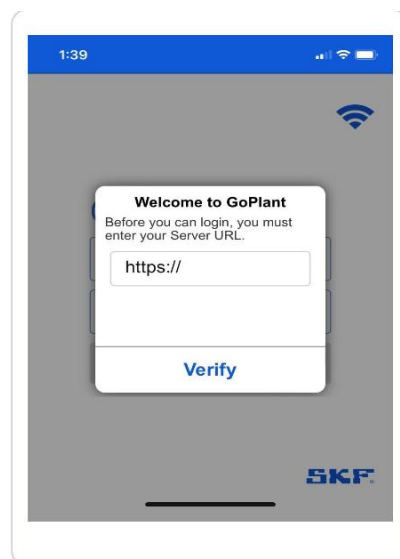 1:39
Welcome to GoPlant
Before you can login, you must
enter your Server URL.
https://
Verify
SKF